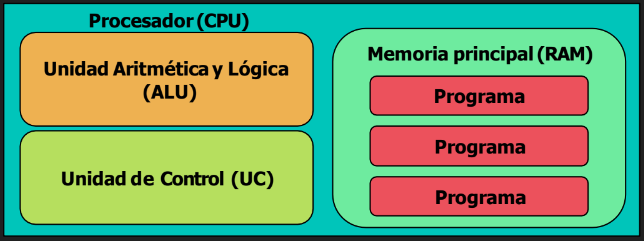 Procesador (CPU)
Unidad Aritmética y Lógica
(ALU)
Unidad de Control (UC)
Memoria principal (RAM)
Programa
Programa
Programa